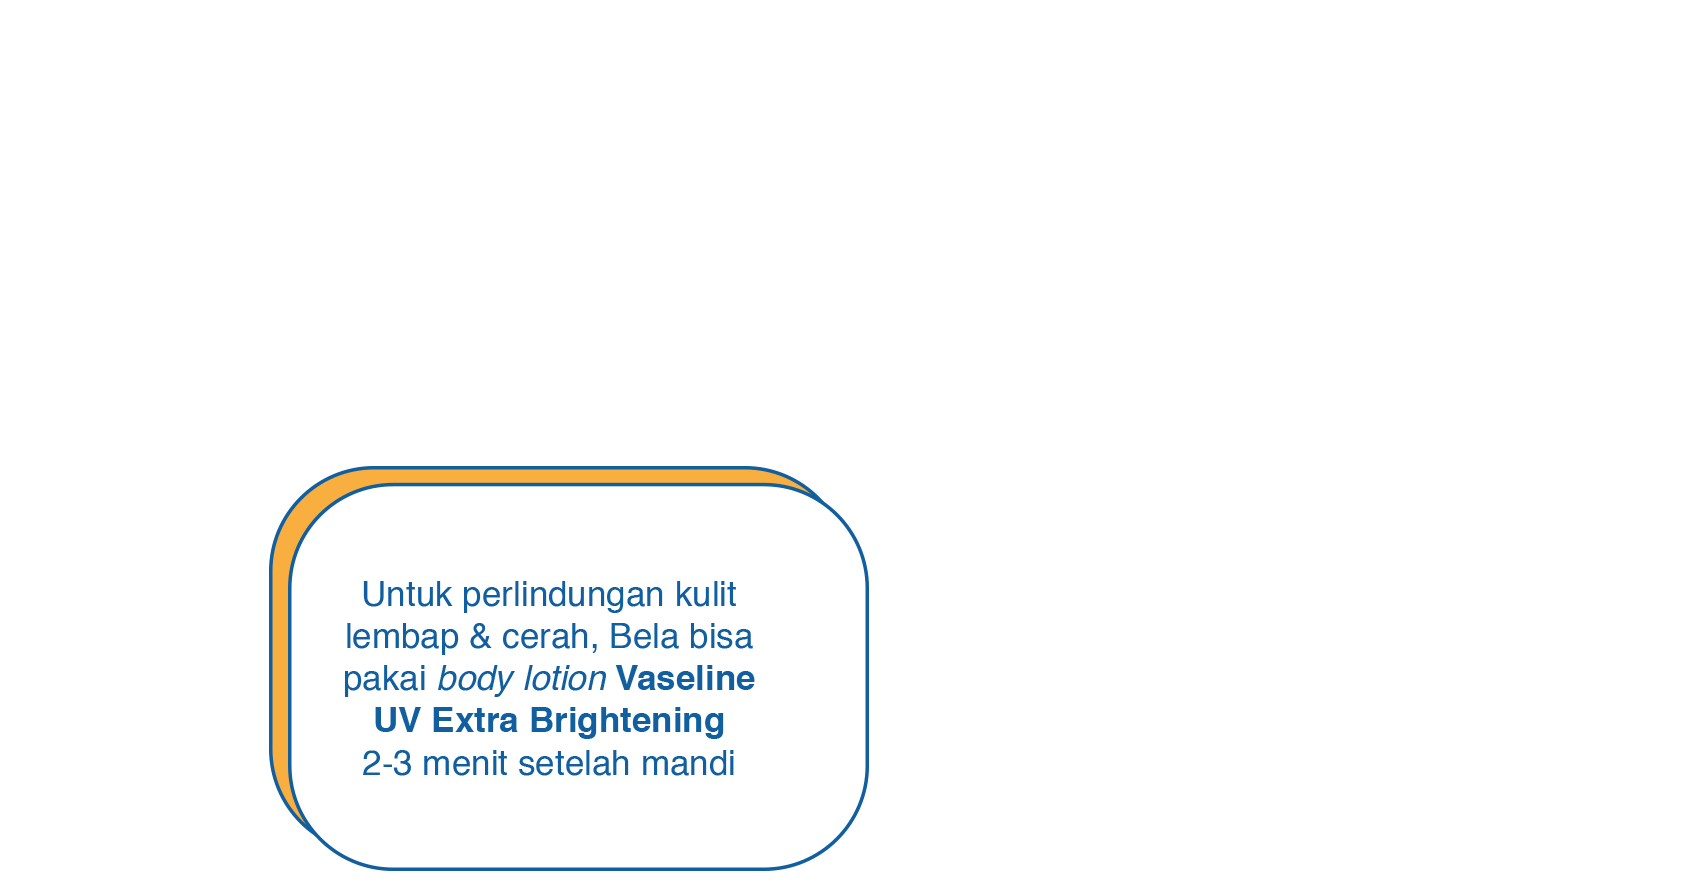 Untuk perlindungan kulit
lembap & cerah, Bela bisa
pakai body lotion Vaseline
UV Extra Brightening
2-3 menit setelah mandi